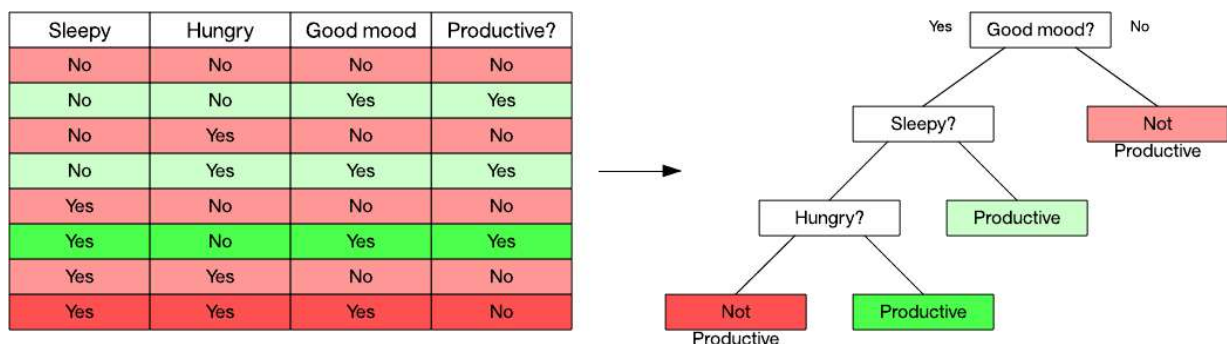 Sleepy Hungry Good mood Productive?
No No No No
No No Yes Yes
No Yes No No
No Yes Yes Yes
Yes No No No
Yes No Yes Yes
Yes Yes No No
Yes Yes Yes No
Yes Good mood? No
Sleepy? Not
Productive
Hungry? Productive
Not Productive
Productive